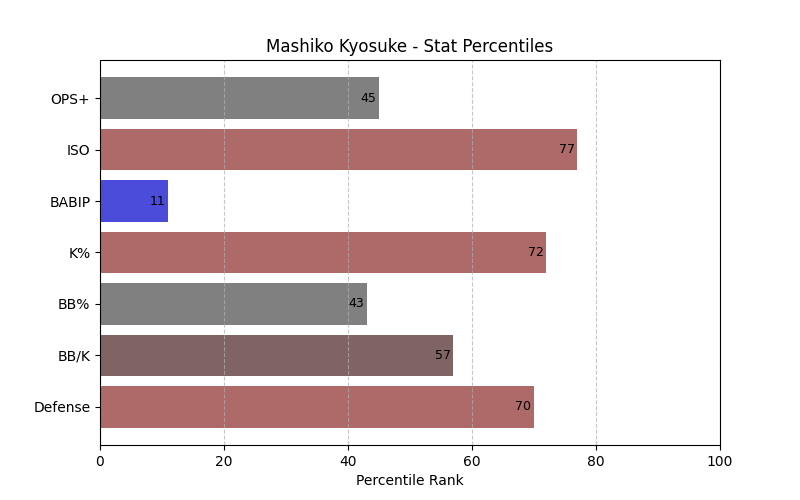 Mashiko Kyosuke - Stat Percentiles
OPS+ 45
ISO 77
BABIP 11
K% 72
BB% 43
BB/K 57
Defense 70
0 20 40 60 80 100
Percentile Rank